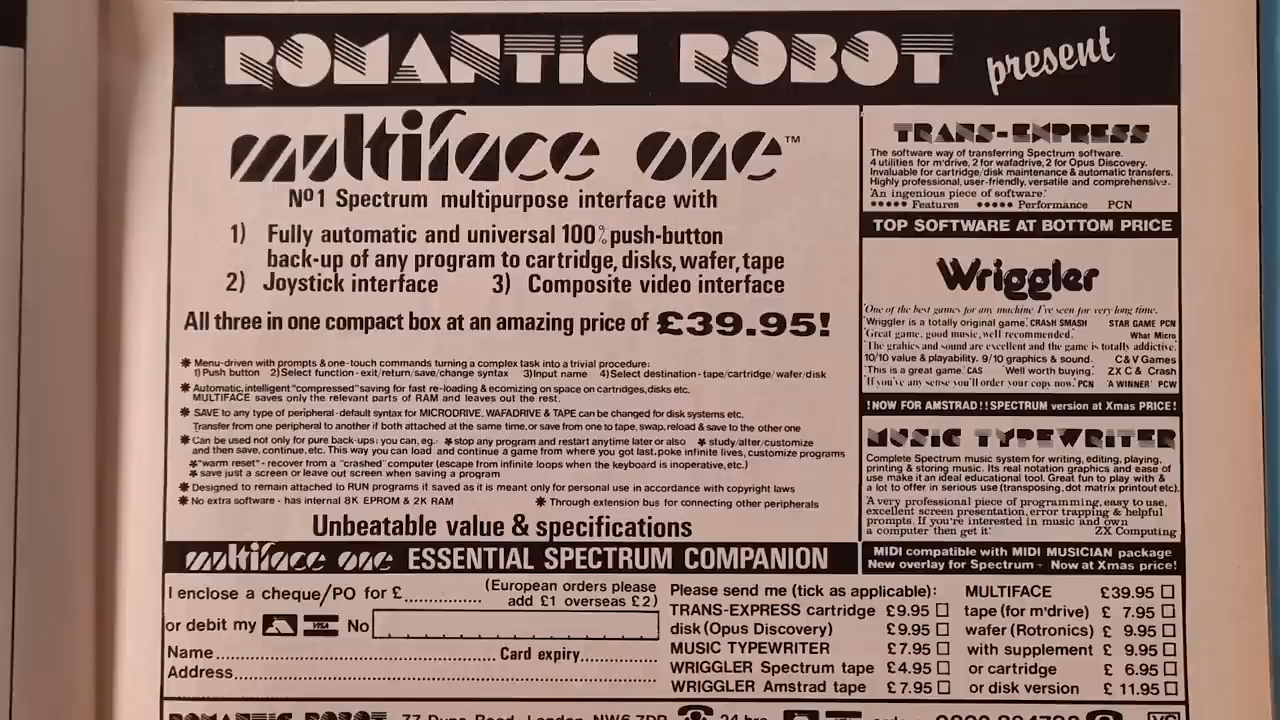 ROMANTIC ROBOT present
multiface one™
Nº1 Spectrum multipurpose interface with
1) Fully automatic and universal 100% push-button
back-up of any program to cartridge, disks, wafer, tape
2) Joystick interface 3) Composite video interface
All three in one compact box at an amazing price of £39.95!
✱ Menu-driven with prompts & one-touch commands turning a complex task into a trivial procedure:
1) Push button 2) Select function - exit/return/save/change syntax 3) Input name 4) Select destination - tape/cartridge/wafer/disk
✱ Automatic, intelligent "compressed" saving for fast re-loading & ecomizing on space on cartridges, disks etc.
MULTIFACE saves only the relevant parts of RAM and leaves out the rest.
✱ SAVE to any type of peripheral - default syntax for MICRODRIVE, WAFADRIVE & TAPE can be changed for disk systems etc.
Transfer from one peripheral to another if both attached at the same time, or save from one to tape, swap, reload & save to the other one
✱ Can be used not only for pure back-ups: you can, eg.: ✱ stop any program and restart anytime later or also ✱ study/alter/customize
and then save, continue, etc. This way you can load and continue a game from where you got last, poke infinite lives, customize programs
✱ "warm reset" - recover from a "crashed" computer (escape from infinite loops when the keyboard is inoperative, etc.)
✱ save just a screen or leave out screen when saving a program
✱ Designed to remain attached to RUN programs it saved as it is meant only for personal use in accordance with copyright laws
✱ No extra software - has internal 8K EPROM & 2K RAM ✱ Through extension bus for connecting other peripherals
Unbeatable value & specifications
multiface one ESSENTIAL SPECTRUM COMPANION
TRANS-EXPRESS
The software way of transferring Spectrum software.
4 utilities for m'drive, 2 for wafadrive, 2 for Opus Discovery.
Invaluable for cartridge/disk maintenance & automatic transfers.
Highly professional, user-friendly, versatile and comprehensive.
'An ingenious piece of software.'
●●●●● Features ●●●●● Performance PCN
TOP SOFTWARE AT BOTTOM PRICE
Wriggler
'One of the best games for any machine I've seen for very long time.'
'Wriggler is a totally original game.' CRASH SMASH STAR GAME PCN
'Great game, good music, well recommended.' What Micro
'The grahics and sound are excellent and the game is totally addictive.'
10/10 value & playability. 9/10 graphics & sound. C&V Games
'This is a great game.' CAS 'Well worth buying.' ZX C & Crash
'If you've any sense you'll order your copy now.' PCN 'A WINNER' PCW
!NOW FOR AMSTRAD!!SPECTRUM version at Xmas PRICE!
MUSIC TYPEWRITER
Complete Spectrum music system for writing, editing, playing,
printing & storing music. Its real notation graphics and ease of
use make it an ideal educational tool. Great fun to play with &
a lot to offer in serious use (transposing, dot matrix printout etc).
'A very professional piece of programming, easy to use,
excellent screen presentation, error trapping & helpful
prompts. If you're interested in music and own
a computer then get it.' ZX Computing
MIDI compatible with MIDI MUSICIAN package
New overlay for Spectrum - Now at Xmas price!
I enclose a cheque/PO for £.............. (European orders please
add £1 overseas £2)
or debit my VISA No
Name.................... Card expiry..............
Address....................
Please send me (tick as applicable): MULTIFACE £39.95 □
TRANS-EXPRESS cartridge £9.95 □ tape (for m'drive) £ 7.95 □
disk (Opus Discovery) £9.95 □ wafer (Rotronics) £ 9.95 □
MUSIC TYPEWRITER £7.95 □ with supplement £ 9.95 □
WRIGGLER Spectrum tape £4.95 □ or cartridge £ 6.95 □
WRIGGLER Amstrad tape £7.95 □ or disk version £ 11.95 □
ROMANTIC ROBOT 77 Dyne Road, London NW6 7DR 24 hrs